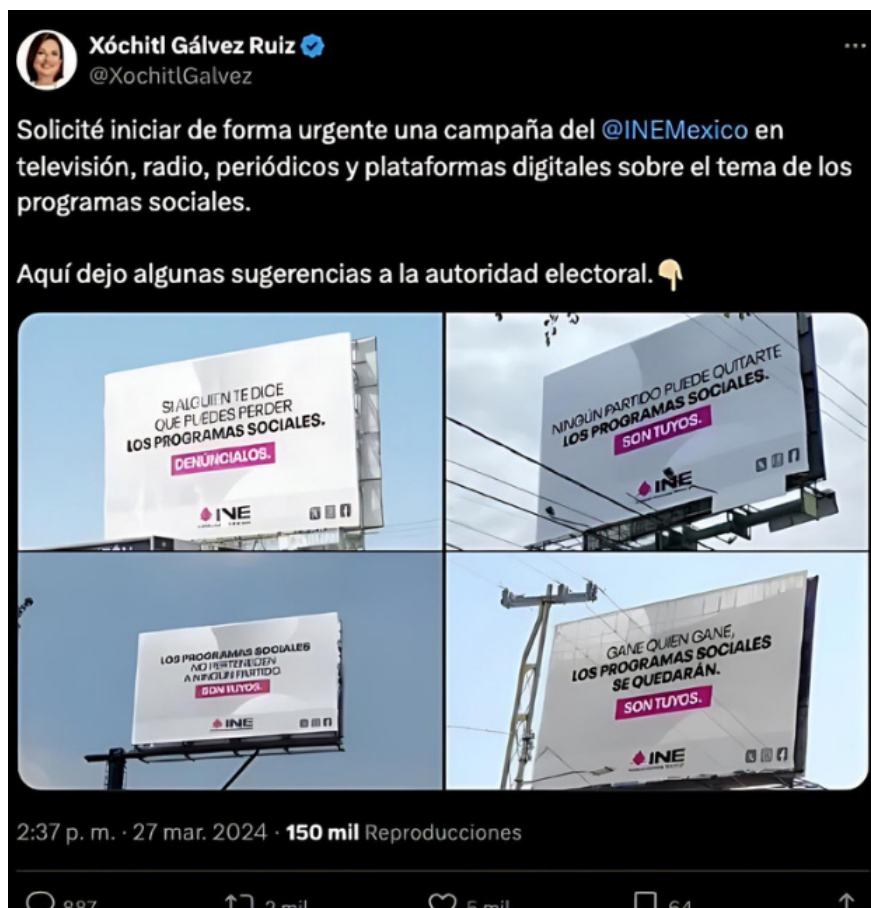 Xóchitl Gálvez Ruiz
@XochitlGalvez
Solicité iniciar de forma urgente una campaña del @INEMexico en
televisión, radio, periódicos y plataformas digitales sobre el tema de los
programas sociales.
Aquí dejo algunas sugerencias a la autoridad electoral.
SI ALGUIEN TE DICE
QUE PUEDES PERDER
LOS PROGRAMAS SOCIALES.
DENÚNCIALOS.
INE
NINGÚN PARTIDO PUEDE QUITARTE
LOS PROGRAMAS SOCIALES.
SON TUYOS.
INE
LOS PROGRAMAS SOCIALES
NO PERTENECEN
A NINGÚN PARTIDO
SON TUYOS.
INE
GANE QUIEN GANE,
LOS PROGRAMAS SOCIALES
SE QUEDARÁN.
SON TUYOS.
INE
2:37 p. m. · 27 mar. 2024 · 150 mil Reproducciones
887 2 mil 5 mil 64